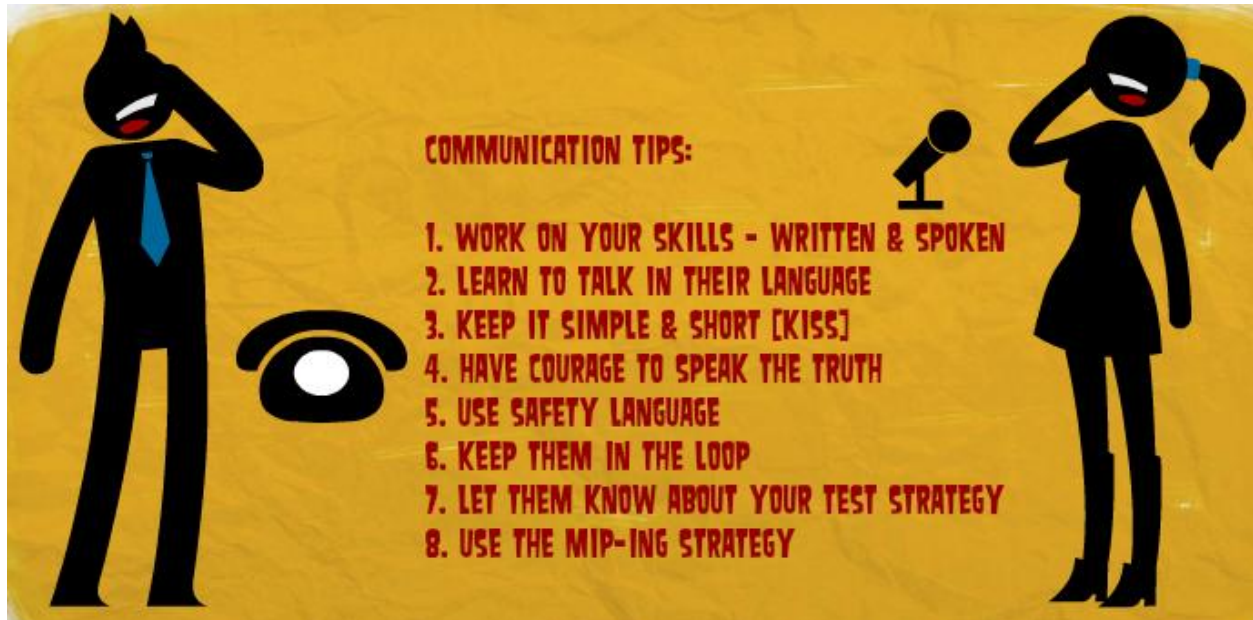 COMMUNICATION TIPS:
1. WORK ON YOUR SKILLS - WRITTEN & SPOKEN
2. LEARN TO TALK IN THEIR LANGUAGE
3. KEEP IT SIMPLE & SHORT [KISS]
4. HAVE COURAGE TO SPEAK THE TRUTH
5. USE SAFETY LANGUAGE
6. KEEP THEM IN THE LOOP
7. LET THEM KNOW ABOUT YOUR TEST STRATEGY
8. USE THE MIP-ING STRATEGY